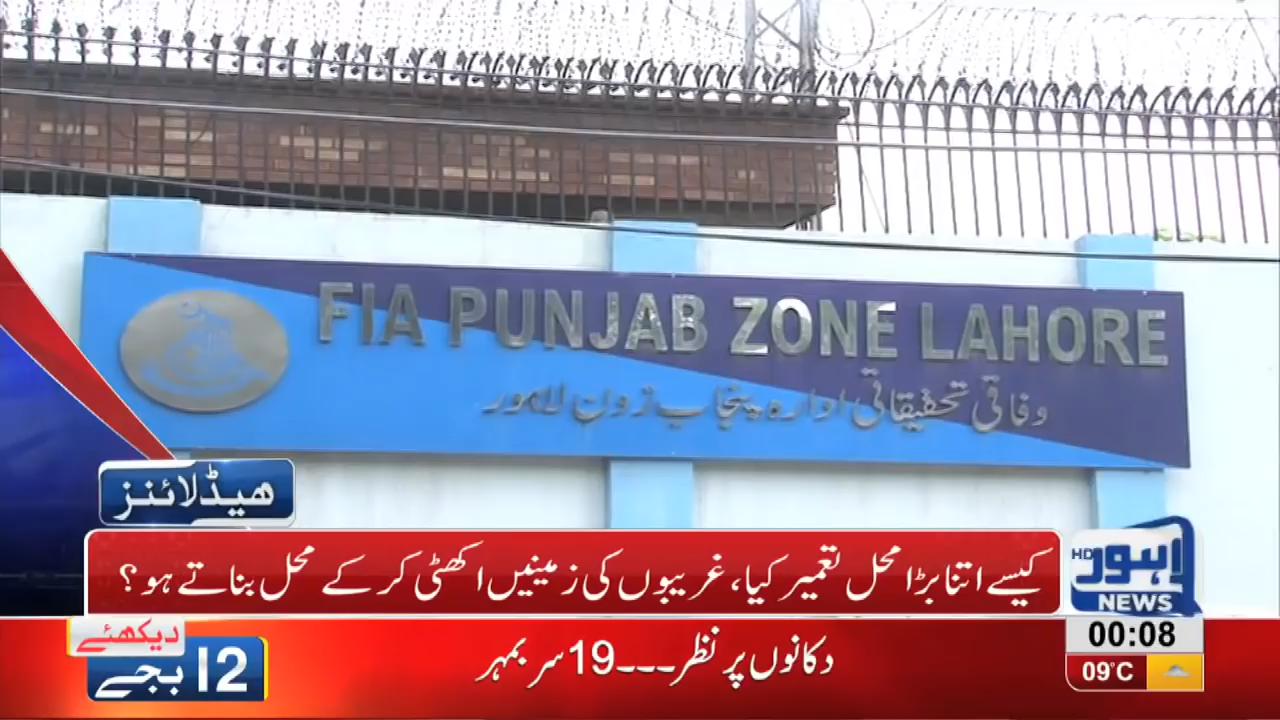 FIA PUNJAB ZONE LAHORE
وفاقی تحقیقاتی ادارہ پنجاب زون لاہور
ھیڈلائنز
کیسے اتنا بڑا محل تعمیر کیا، غریبوں کی زمینیں اکھٹی کر کے محل بناتے ہو؟
لاہور HD
NEWS
دیکھئے
12 بجے
دکانوں پر نظر۔۔۔19 سر بمہر
00:08
09°C